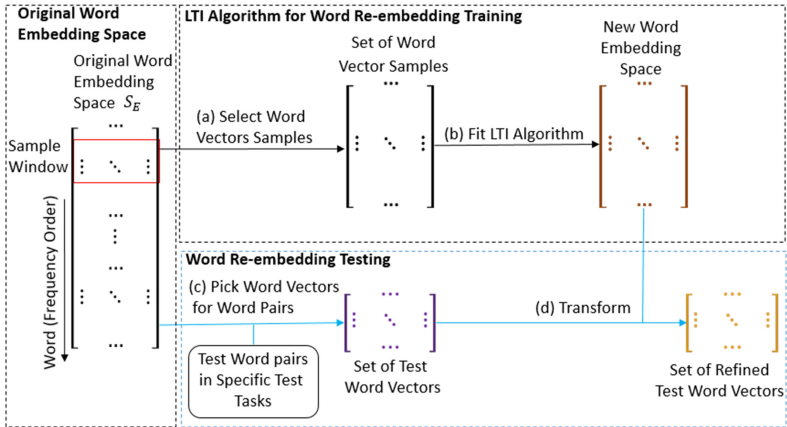 Original Word
Embedding Space
Original Word
Embedding
Space S_E
Sample
Window
Word (Frequency Order)
LTI Algorithm for Word Re-embedding Training
Set of Word
Vector Samples
New Word
Embedding
Space
(a) Select Word
Vectors Samples
(b) Fit LTI Algorithm
Word Re-embedding Testing
(c) Pick Word Vectors
for Word Pairs
(d) Transform
Test Word pairs
in Specific Test
Tasks
Set of Test
Word Vectors
Set of Refined
Test Word Vectors